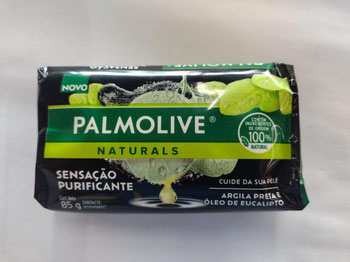 NOVO
PALMOLIVE®
NATURALS
CONTÉM
INGREDIENTES
DE ORIGEM
100%
NATURAL
SENSAÇÃO
PURIFICANTE
85 g
SABONETE
CUIDE DA SUA PELE
ARGILA PRETA E
ÓLEO DE EUCALIPTO